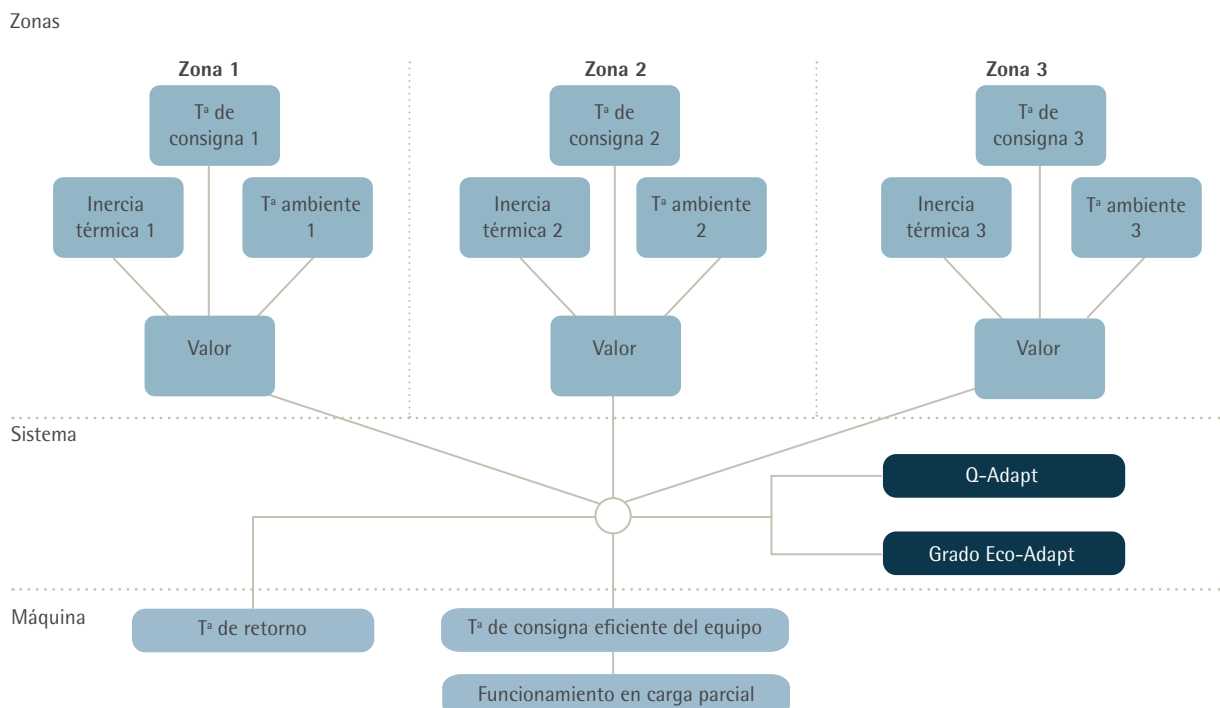 Zonas
Zona 1
Tª de
consigna 1
Inercia
térmica 1
Tª ambiente
1
Valor
Zona 2
Tª de
consigna 2
Inercia
térmica 2
Tª ambiente
2
Valor
Zona 3
Tª de
consigna 3
Inercia
térmica 3
Tª ambiente
3
Valor
Sistema
Q-Adapt
Grado Eco-Adapt
Máquina
Tª de retorno
Tª de consigna eficiente del equipo
Funcionamiento en carga parcial